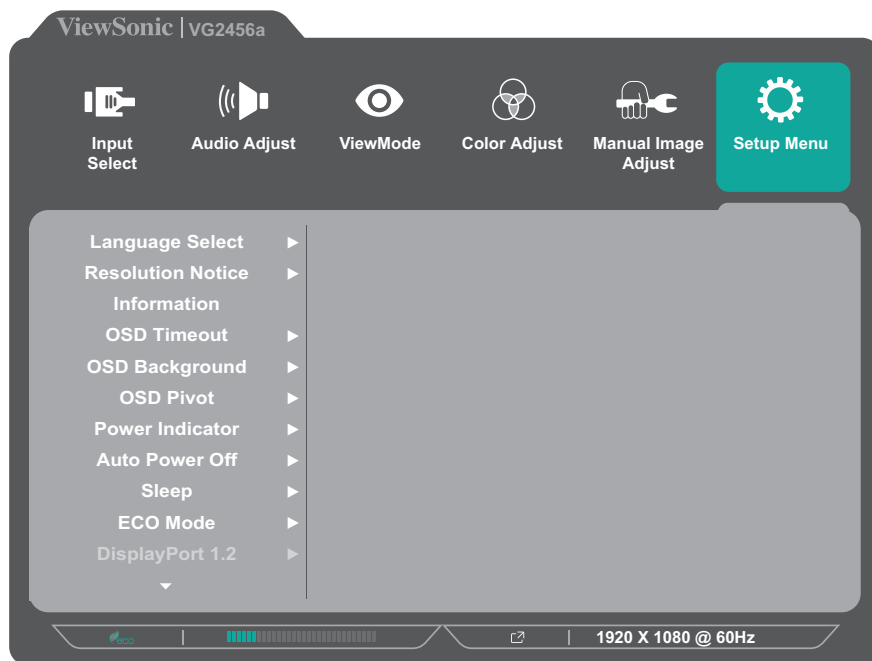 ViewSonic | VG2456a
Input Select
Audio Adjust
ViewMode
Color Adjust
Manual Image Adjust
Setup Menu
Language Select
Resolution Notice
Information
OSD Timeout
OSD Background
OSD Pivot
Power Indicator
Auto Power Off
Sleep
ECO Mode
DisplayPort 1.2
eco
1920 X 1080 @ 60Hz